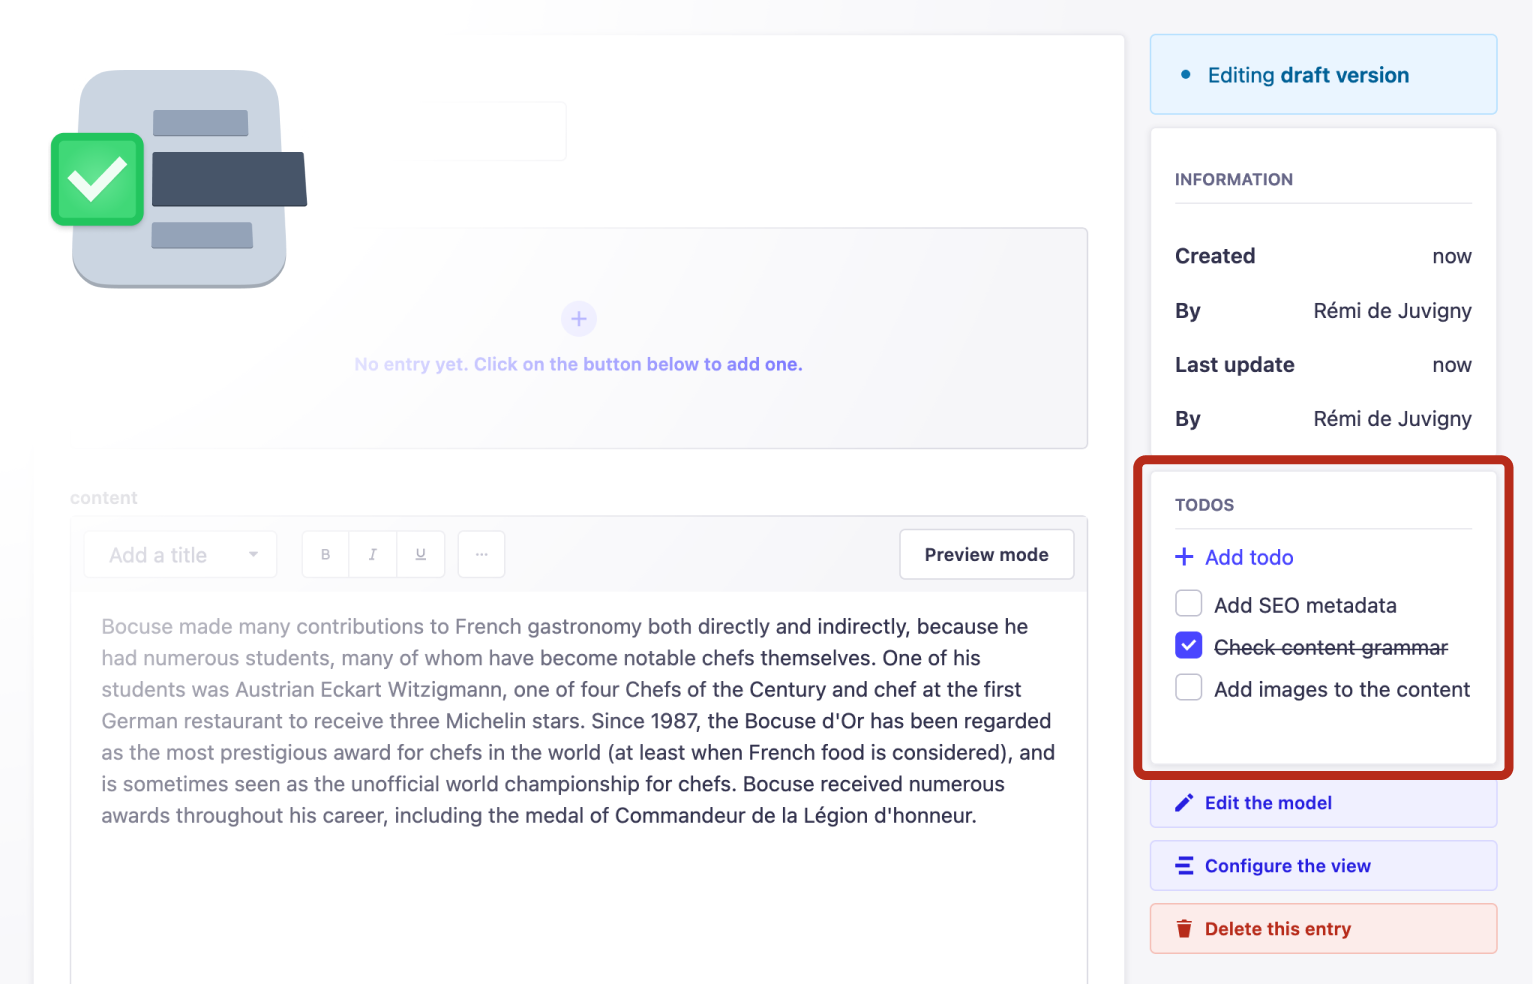 Editing draft version
INFORMATION
Created now
By Rémi de Juvigny
Last update now
By Rémi de Juvigny
No entry yet. Click on the button below to add one.
content
Add a title
B I U ...
Preview mode
Bocuse made many contributions to French gastronomy both directly and indirectly, because he
had numerous students, many of whom have become notable chefs themselves. One of his
students was Austrian Eckart Witzigmann, one of four Chefs of the Century and chef at the first
German restaurant to receive three Michelin stars. Since 1987, the Bocuse d'Or has been regarded
as the most prestigious award for chefs in the world (at least when French food is considered), and
is sometimes seen as the unofficial world championship for chefs. Bocuse received numerous
awards throughout his career, including the medal of Commandeur de la Légion d'honneur.
TODOS
+ Add todo
Add SEO metadata
Check content grammar
Add images to the content
Edit the model
Configure the view
Delete this entry